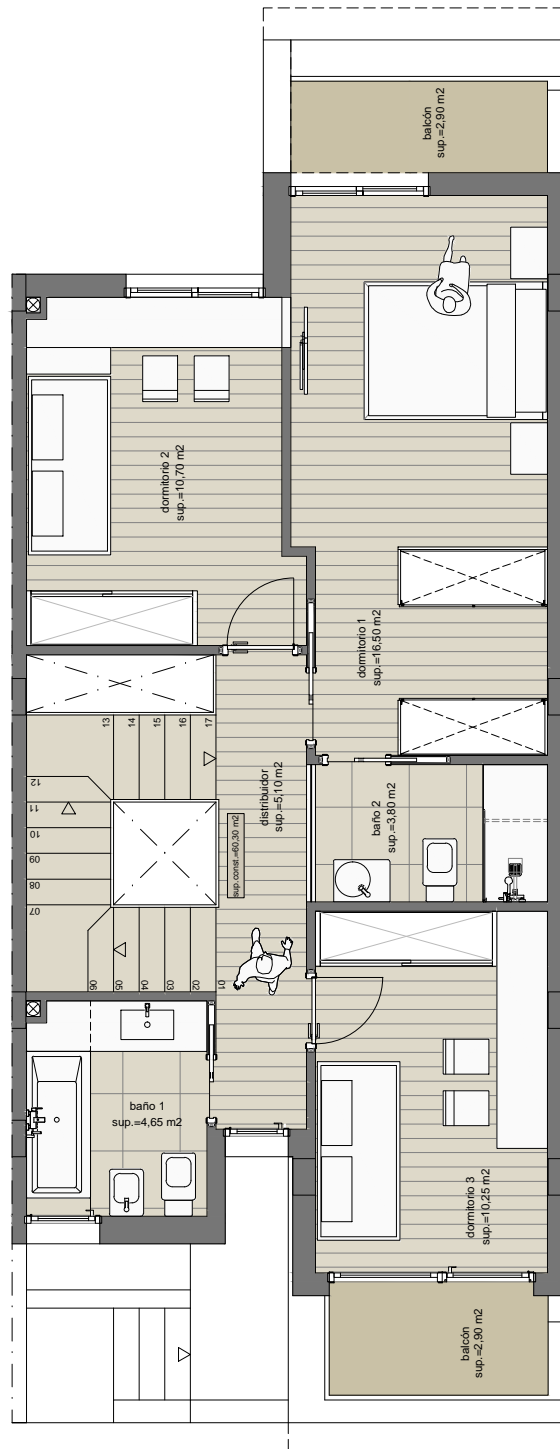 balcón
sup.=2,90 m2
dormitorio 2
sup.=10,70 m2
dormitorio 1
sup.=16,50 m2
13
14
15
16
17
12
11
10
09
08
07
distribuidor
sup.=5,10 m2
sup.const.=60,30 m2
baño 2
sup.=3,80 m2
06
05
04
03
02
01
baño 1
sup.=4,65 m2
dormitorio 3
sup.=10,25 m2
balcón
sup.=2,90 m2